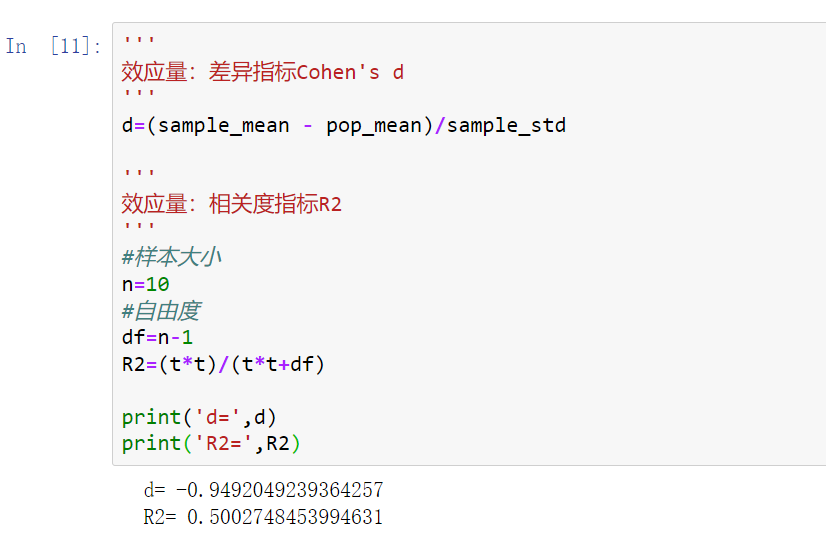 In [11]:
'''
效应量：差异指标Cohen's d
'''
d=(sample_mean - pop_mean)/sample_std
'''
效应量：相关度指标R2
'''
#样本大小
n=10
#自由度
df=n-1
R2=(t*t)/(t*t+df)
print('d=',d)
print('R2=',R2)
d= -0.9492049239364257
R2= 0.5002748453994631